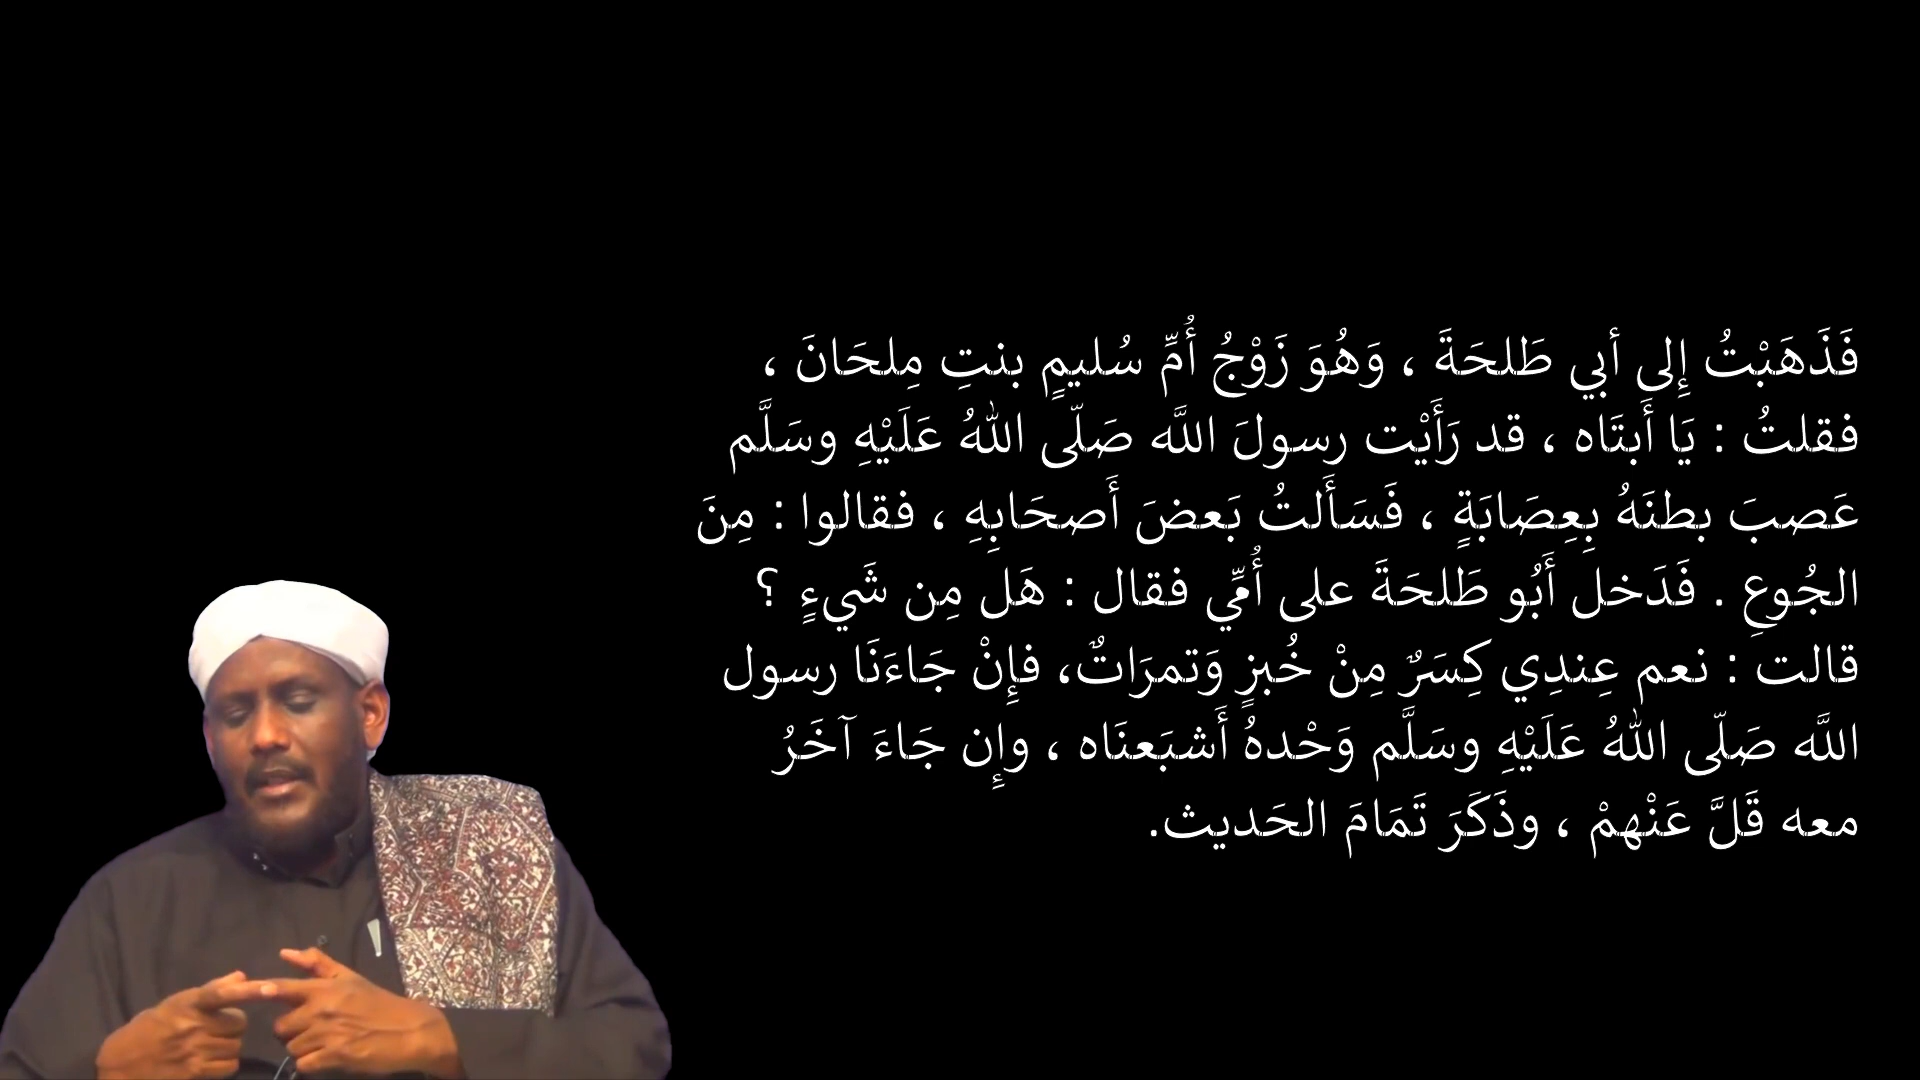 فَذَهَبْتُ إِلى أبي طَلحَةَ ، وَهُوَ زَوْجُ أُمِّ سُليمٍ بنتِ مِلحَانَ ،
فقلتُ : يَا أَبتَاه ، قد رَأَيْت رسولَ اللَّه صَلّى اللهُ عَلَيْهِ وسَلَّم
عَصبَ بطنَهُ بِعِصَابَةٍ ، فَسَأَلتُ بَعضَ أَصحَابِهِ ، فقالوا : مِنَ
الجُوعِ . فَدَخل أَبُو طَلحَةَ على أُمِّي فقال : هَل مِن شَيءٍ ؟
قالت : نعم عِندِي كِسَرٌ مِنْ خُبزٍ وَتمرَاتٌ، فإِنْ جَاءَنَا رسول
اللَّه صَلّى اللهُ عَلَيْهِ وسَلَّم وَحْدهُ أَشبَعنَاه ، وإِن جَاءَ آخَرُ
معه قَلَّ عَنْهمْ ، وذَكَرَ تَمَامَ الحَديث.